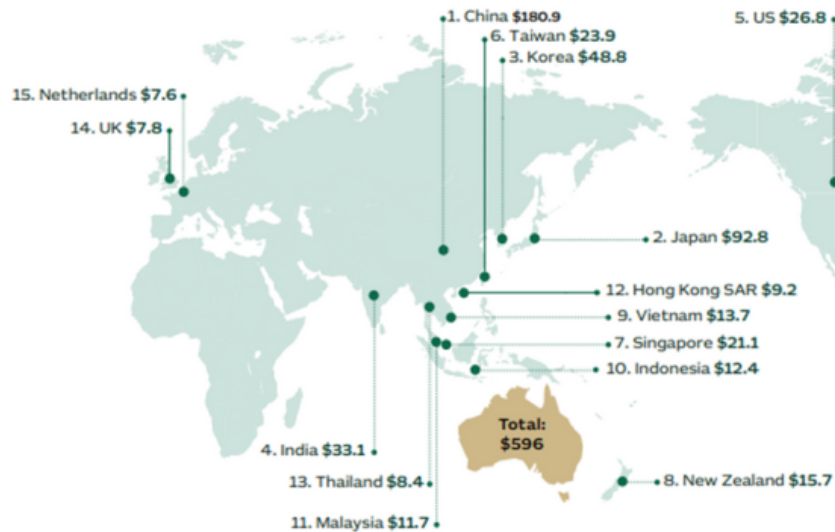 1. China $180.9
5. US $26.8
6. Taiwan $23.9
3. Korea $48.8
15. Netherlands $7.6
14. UK $7.8
2. Japan $92.8
12. Hong Kong SAR $9.2
9. Vietnam $13.7
7. Singapore $21.1
10. Indonesia $12.4
Total:
$596
4. India $33.1
13. Thailand $8.4
8. New Zealand $15.7
11. Malaysia $11.7